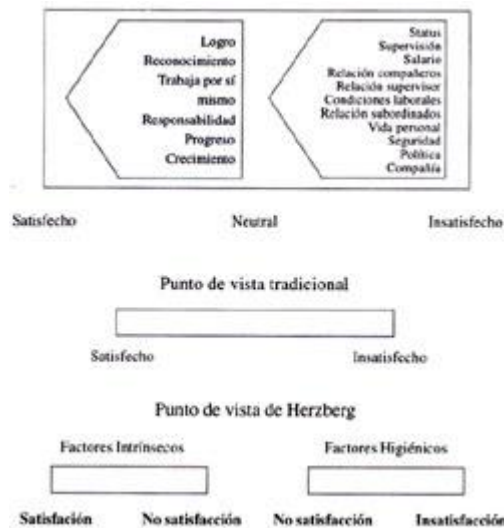 Logro
Reconocimiento
Trabaja por sí
mismo
Responsabilidad
Progreso
Crecimiento
Status
Supervisión
Salario
Relación compañeros
Relación supervisor
Condiciones laborales
Relación subordinados
Vida personal
Seguridad
Política
Compañía
Satisfecho Neutral Insatisfecho
Punto de vista tradicional
Satisfecho Insatisfecho
Punto de vista de Herzberg
Factores Intrínsecos Factores Higiénicos
Satisfación No satisfacción No satisfacción Insatisfacción